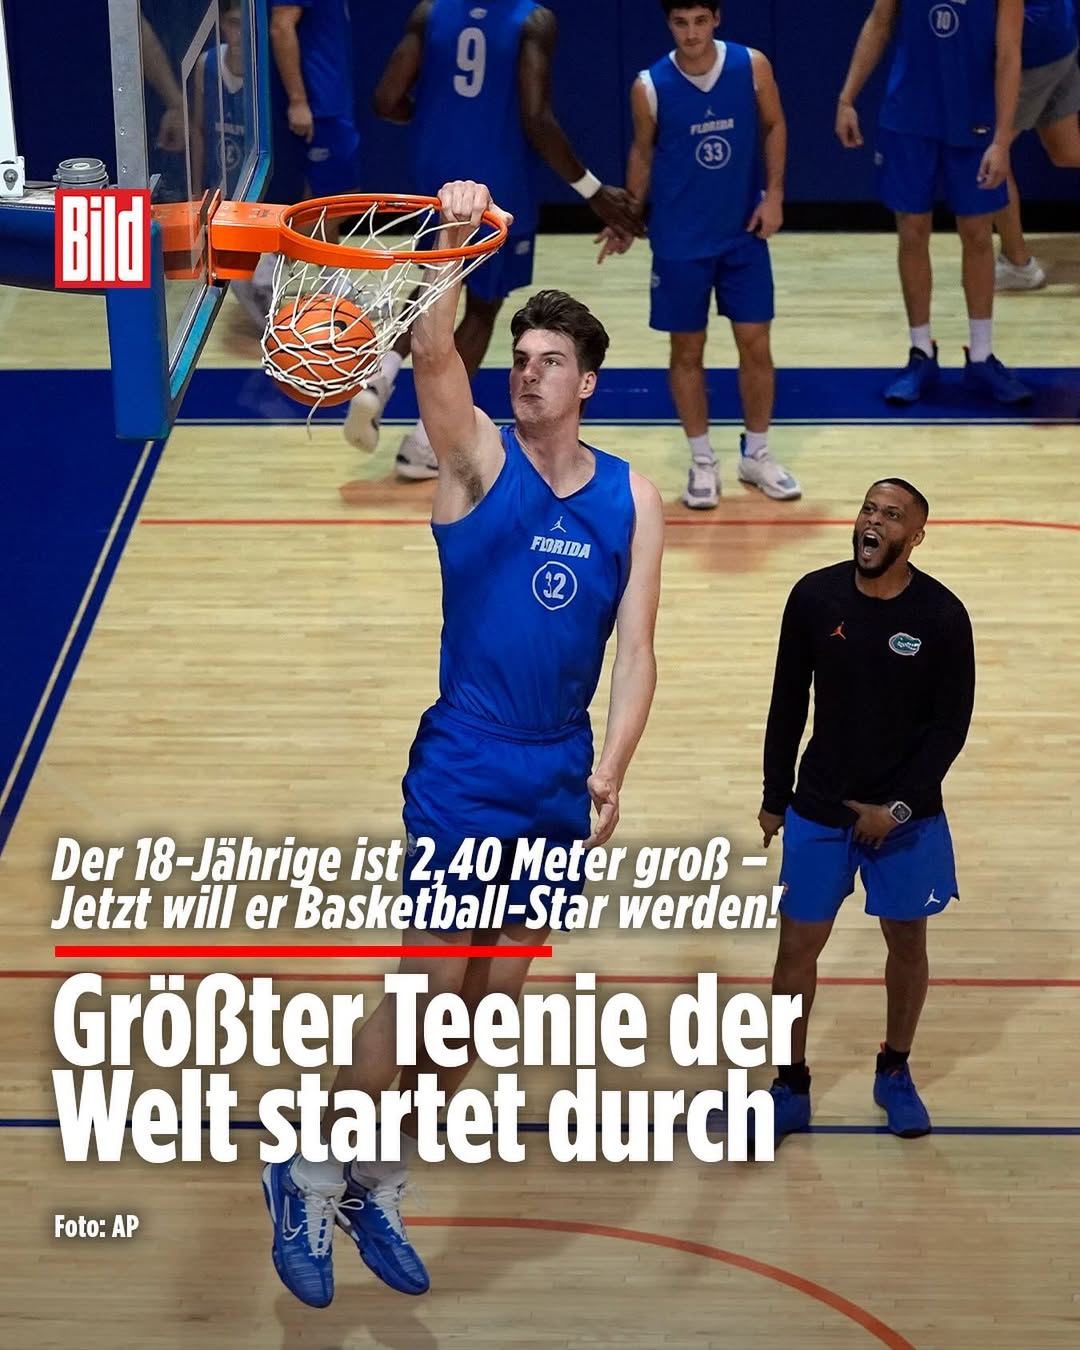 9
10
FLORIDA
33
Bild
FLORIDA
32
Der 18-Jährige ist 2,40 Meter groß –
Jetzt will er Basketball-Star werden!
Größter Teenie der
Welt startet durch
Foto: AP